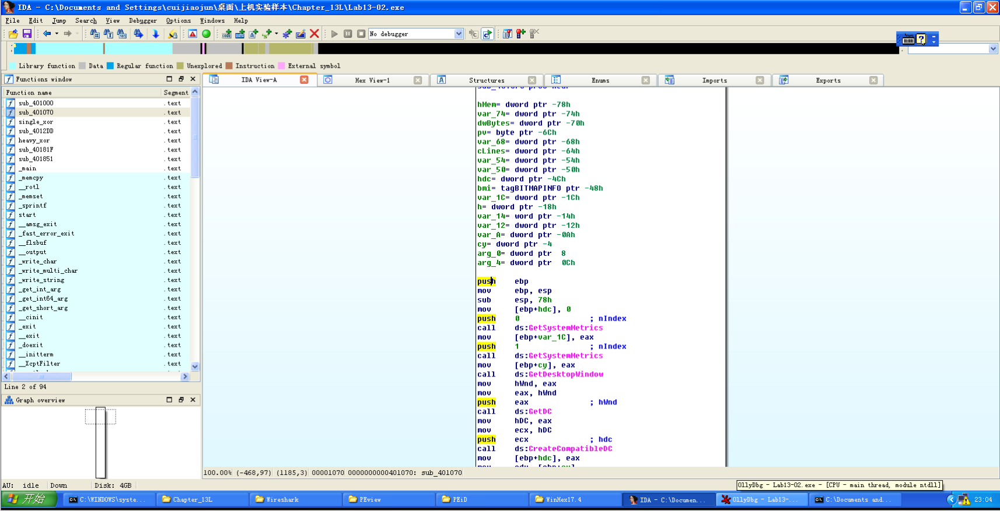 IDA - C:\Documents and Settings\cuijiaojun\桌面\上机实验样本\Chapter_13L\Lab13-02.exe
File Edit Jump Search View Debugger Options Windows Help
No debugger
Library function Data Regular function Unexplored Instruction External symbol
Functions window
IDA View-A Hex View-1 Structures Enums Imports Exports
Function name Segment
sub_401000 .text
sub_401070 .text
single_xor .text
sub_4012DD .text
heavy_xor .text
sub_40181F .text
sub_401851 .text
_main .text
_memcpy .text
__rotl .text
_memset .text
_sprintf .text
start .text
__amsg_exit .text
_fast_error_exit .text
__flsbuf .text
__output .text
_write_char .text
_write_multi_char .text
_write_string .text
_get_int_arg .text
_get_int64_arg .text
_get_short_arg .text
__cinit .text
_exit .text
__exit .text
_doexit .text
__initterm .text
__XcptFilter .text
Line 2 of 94
Graph overview
hMem= dword ptr -78h
var_74= dword ptr -74h
dwBytes= dword ptr -70h
pv= byte ptr -6Ch
var_68= dword ptr -68h
cLines= dword ptr -64h
var_54= dword ptr -54h
var_50= dword ptr -50h
hdc= dword ptr -4Ch
bmi= tagBITMAPINFO ptr -48h
var_1C= dword ptr -1Ch
h= dword ptr -18h
var_14= word ptr -14h
var_12= dword ptr -12h
var_A= dword ptr -0Ah
cy= dword ptr -4
arg_0= dword ptr 8
arg_4= dword ptr 0Ch
push ebp
mov ebp, esp
sub esp, 78h
mov [ebp+hdc], 0
push 0 ; nIndex
call ds:GetSystemMetrics
mov [ebp+var_1C], eax
push 1 ; nIndex
call ds:GetSystemMetrics
mov [ebp+cy], eax
call ds:GetDesktopWindow
mov hWnd, eax
mov eax, hWnd
push eax ; hWnd
call ds:GetDC
mov hDC, eax
mov ecx, hDC
push ecx ; hdc
call ds:CreateCompatibleDC
mov [ebp+hdc], eax
100.00% (-468,97) (1185,3) 00001070 0000000000401070: sub_401070
AU: idle Down Disk: 4GB
OllyDbg - Lab13-02.exe - [CPU - main thread, module ntdll]
开始 C:\WINDOWS\syste... Chapter_13L Wireshark PEview PEiD WinHex17.4 IDA - C:\Documen... OllyDbg - Lab13-... C:\Documents and... 23:04